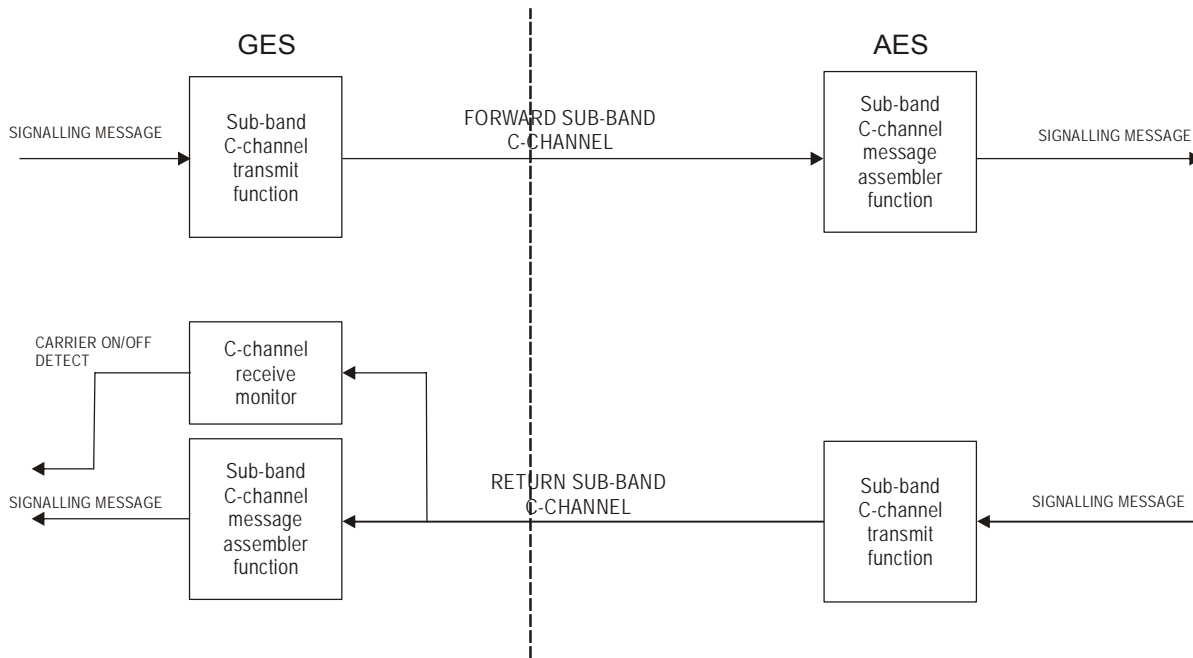 GES
AES
SIGNALLING MESSAGE
Sub-band
C-channel
transmit
function
FORWARD SUB-BAND
C-CHANNEL
Sub-band
C-channel
message
assembler
function
SIGNALLING MESSAGE
CARRIER ON/OFF
DETECT
C-channel
receive
monitor
SIGNALLING MESSAGE
Sub-band
C-channel
message
assembler
function
RETURN SUB-BAND
C-CHANNEL
Sub-band
C-channel
transmit
function
SIGNALLING MESSAGE